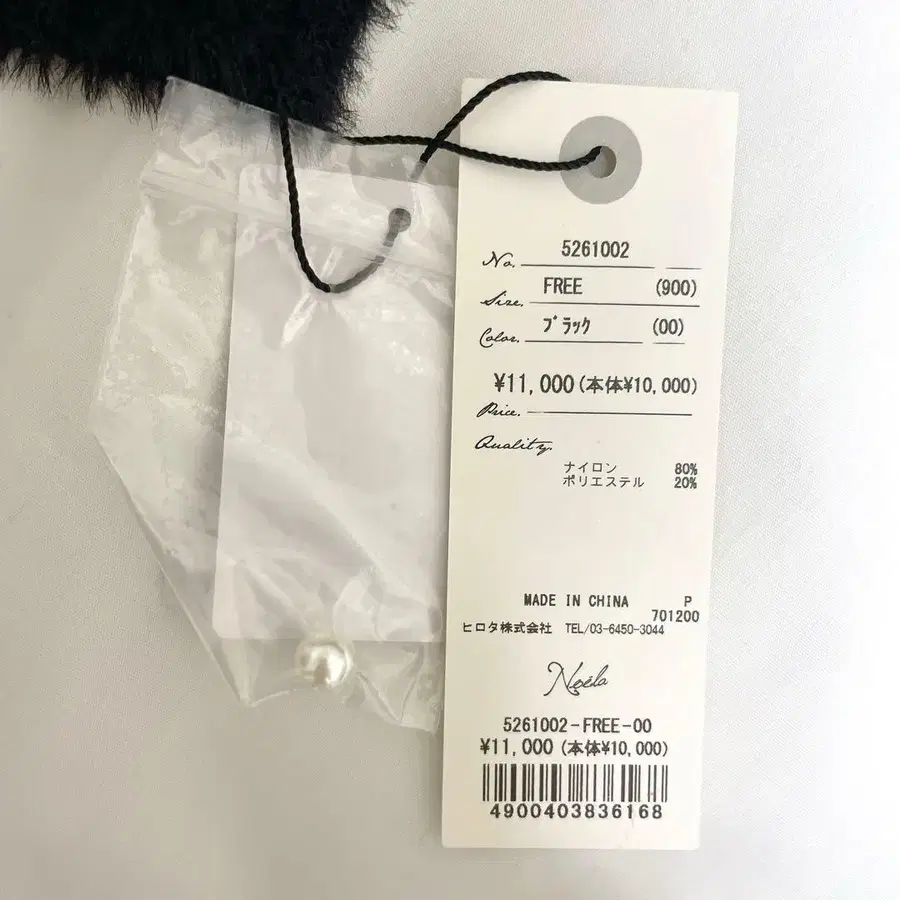 No. 5261002
Size. FREE (900)
Color. ﾌﾞﾗｯｸ (00)
¥11,000(本体¥10,000)
Price.
Quality.
ナイロン 80%
ポリエステル 20%
MADE IN CHINA P
701200
ヒロタ株式会社 TEL/03-6450-3044
Noéla
5261002-FREE-00
¥11,000(本体¥10,000)
4900403836168